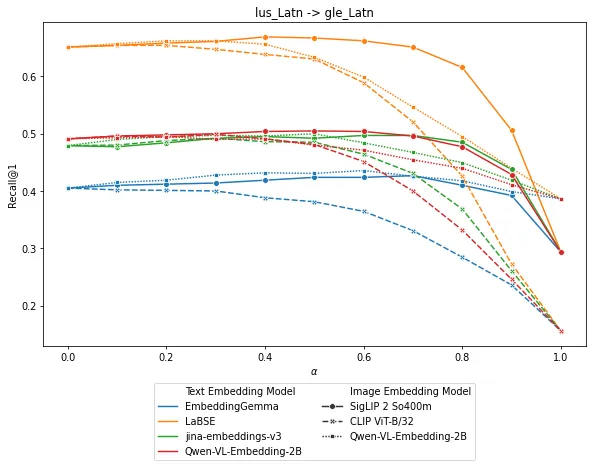 lus_Latn -> gle_Latn
Recall@1
0.6
0.5
0.4
0.3
0.2
0.0 0.2 0.4 0.6 0.8 1.0
α
Text Embedding Model Image Embedding Model
EmbeddingGemma SigLIP 2 So400m
LaBSE CLIP ViT-B/32
jina-embeddings-v3 Qwen-VL-Embedding-2B
Qwen-VL-Embedding-2B